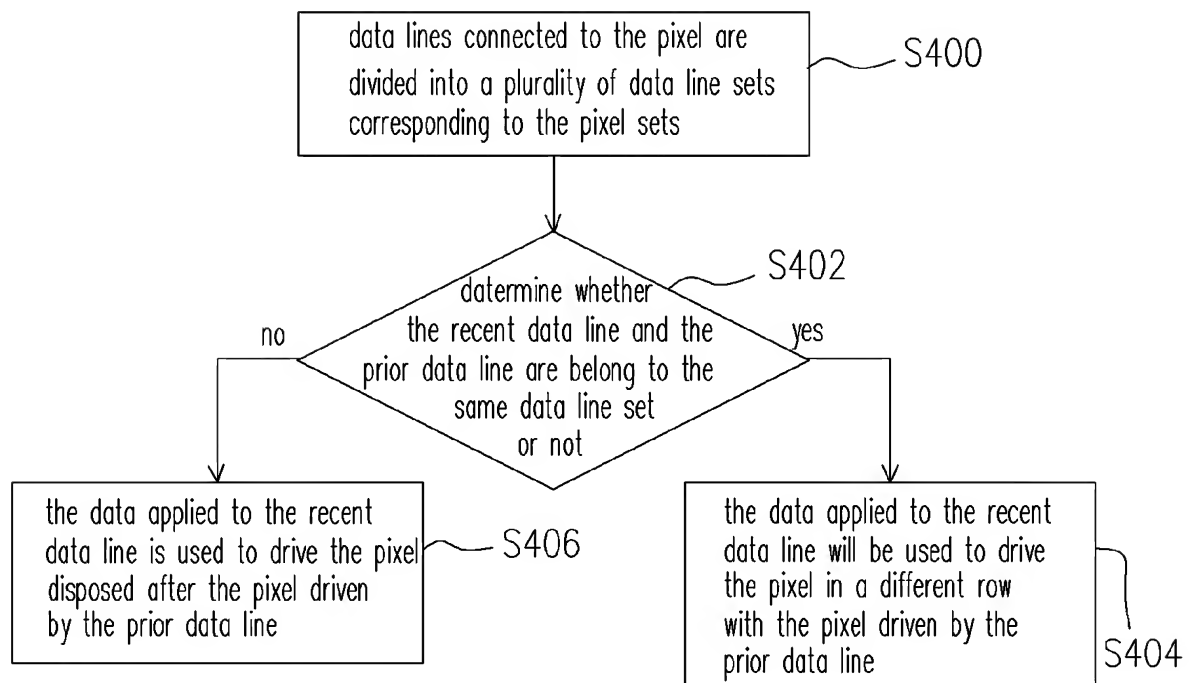 data lines connected to the pixel are
divided into a plurality of data line sets
corresponding to the pixel sets
S400
datermine whether
the recent data line and the
prior data line are belong to the
same data line set
or not
S402
no
yes
the data applied to the recent
data line is used to drive the pixel
disposed after the pixel driven
by the prior data line
S406
the data applied to the recent
data line will be used to drive
the pixel in a different row
with the pixel driven by the
prior data line
S404